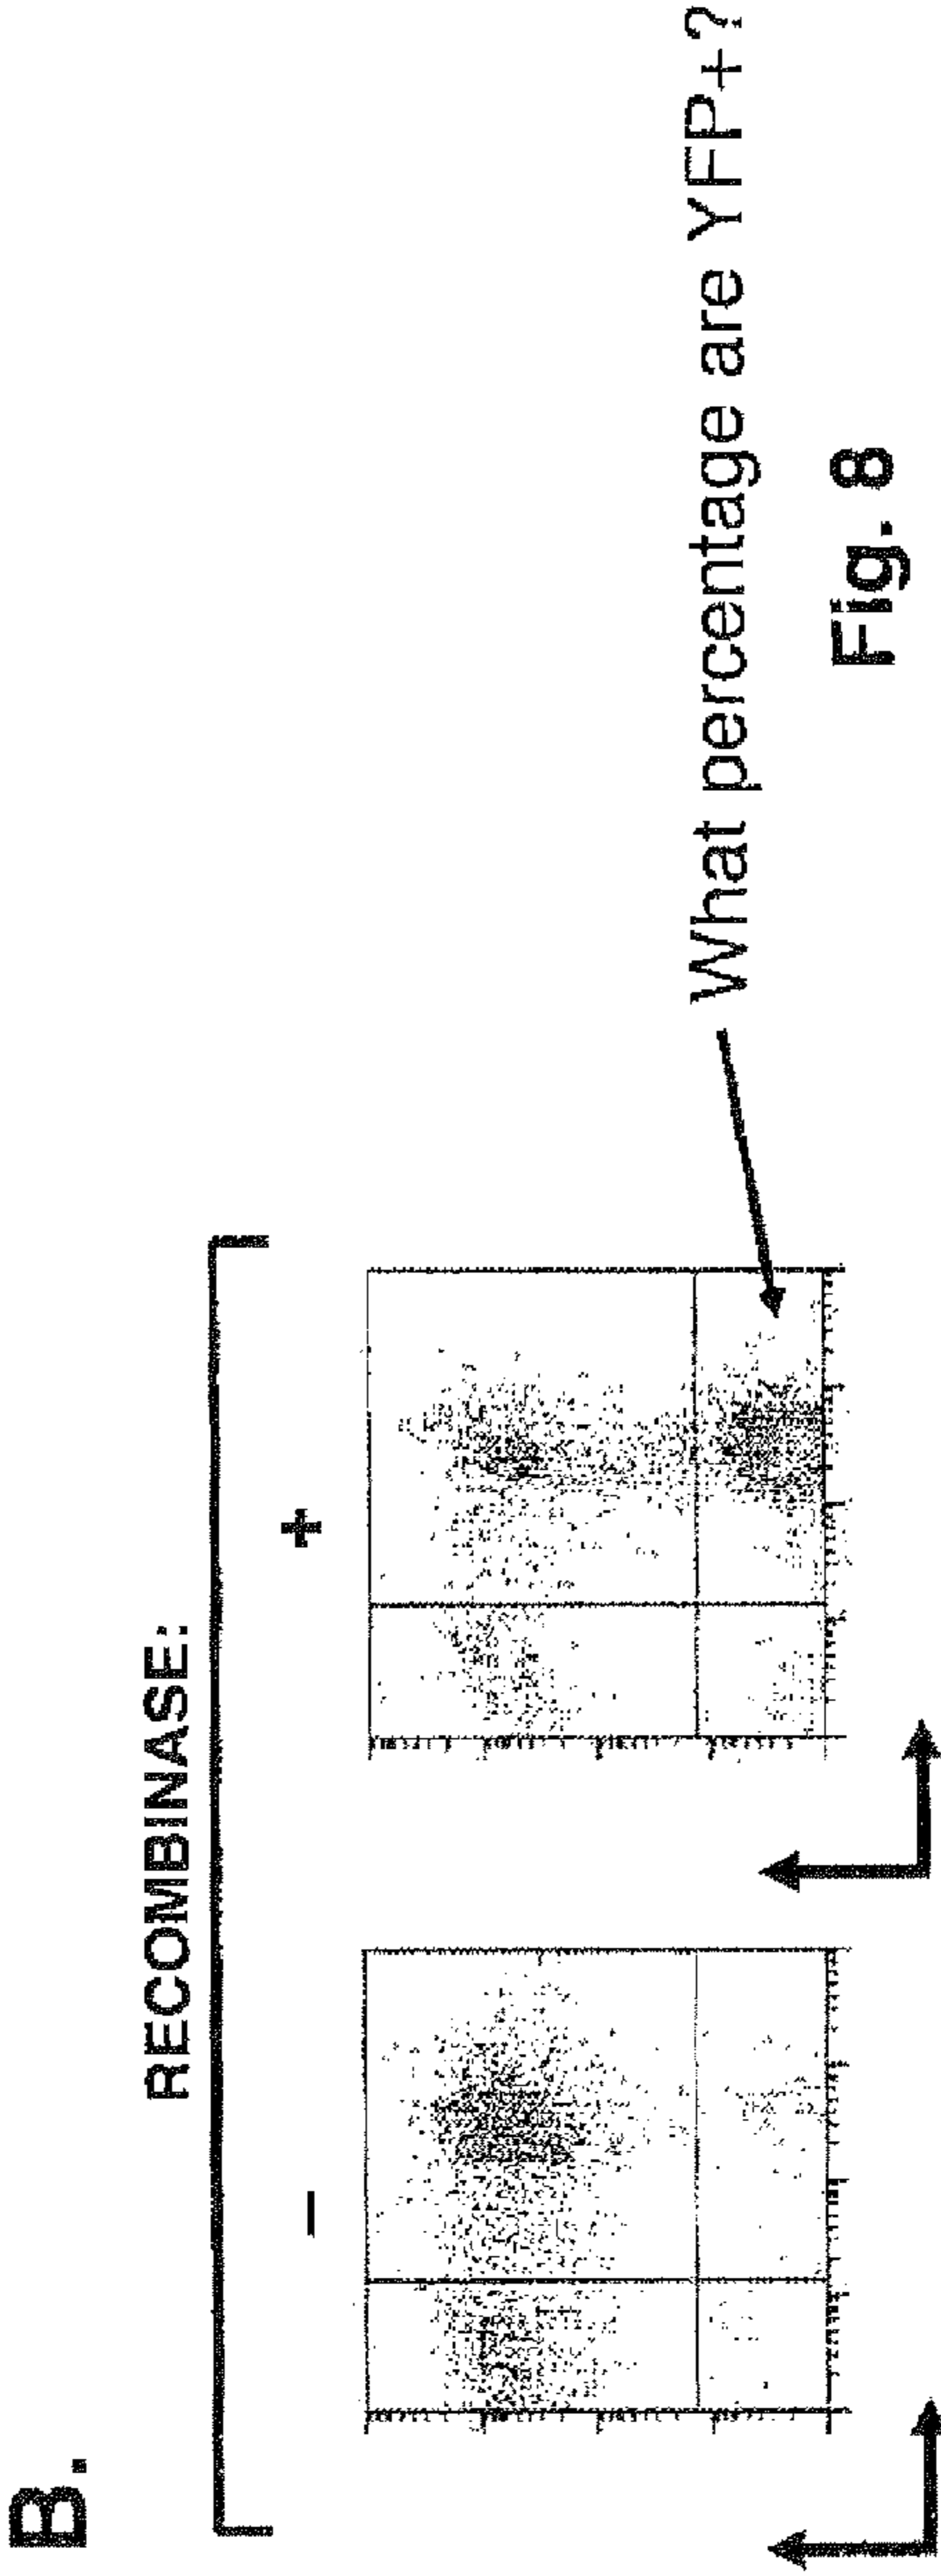 B.
RECOMBINASE:
− +
What percentage are YFP+?
Fig. 8